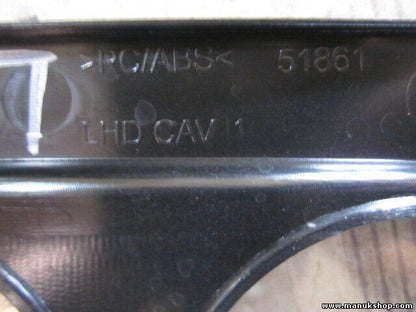 >PC/ABS< 51861
LHD CAV 1
www.manukshop.com